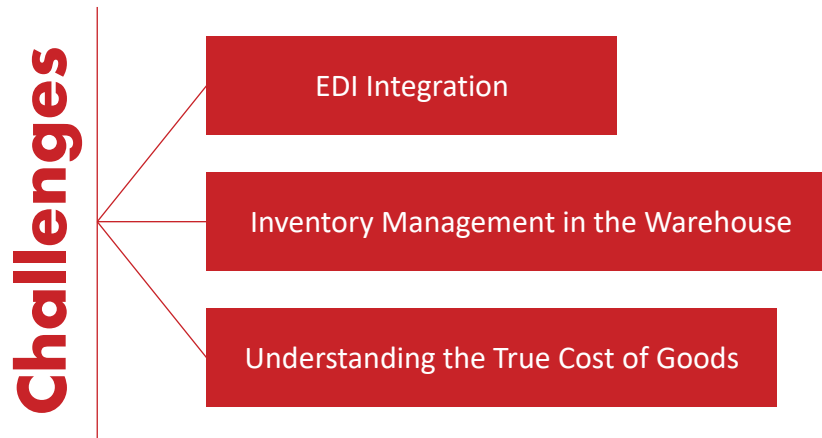 Challenges
EDI Integration
Inventory Management in the Warehouse
Understanding the True Cost of Goods